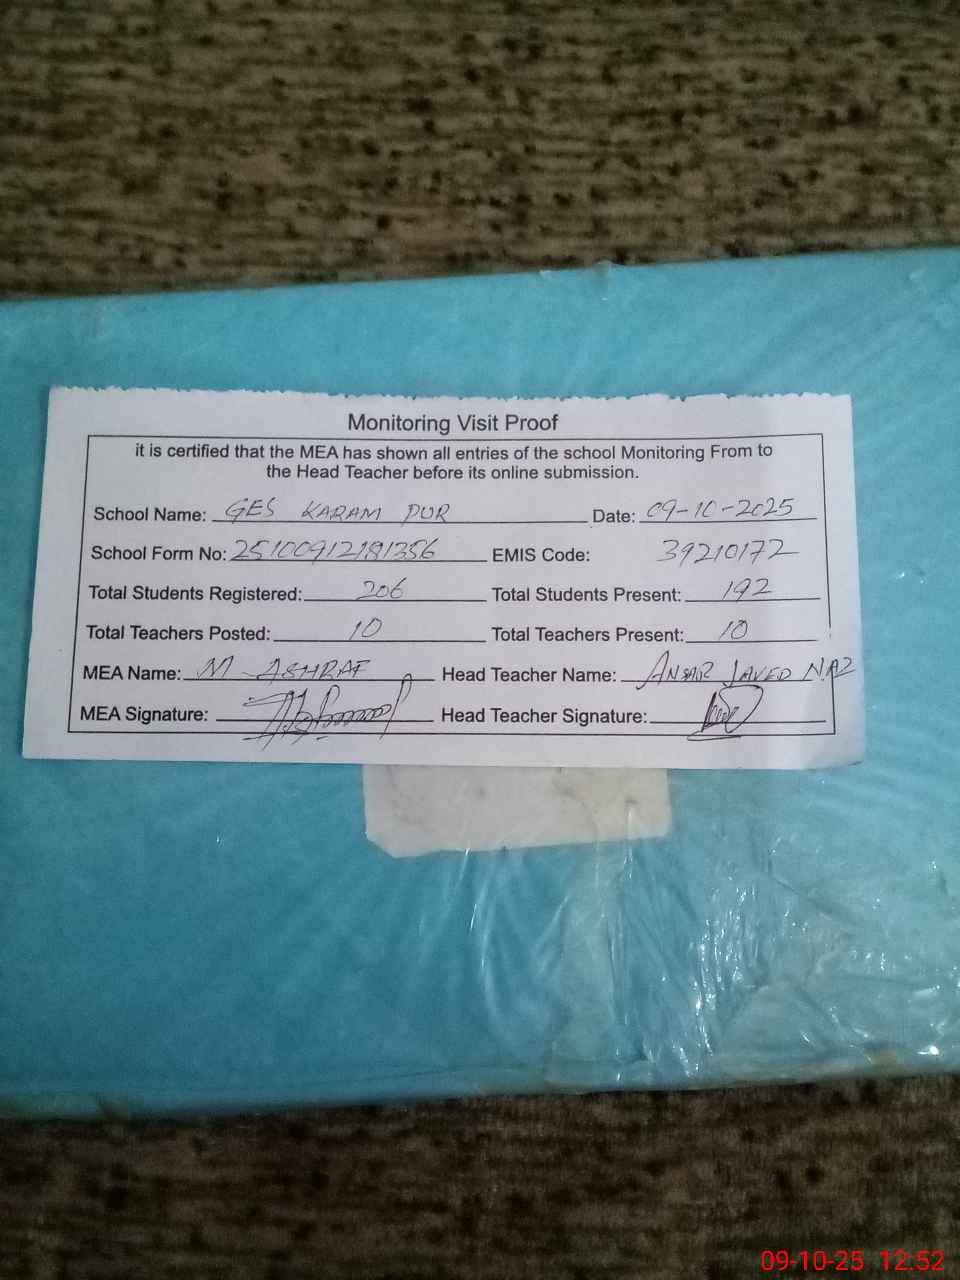 Monitoring Visit Proof
it is certified that the MEA has shown all entries of the school Monitoring From to
the Head Teacher before its online submission.
School Name: GES KARAM PUR Date: 09-10-2025
School Form No: 25100912181356 EMIS Code: 39210172
Total Students Registered: 206 Total Students Present: 192
Total Teachers Posted: 10 Total Teachers Present: 10
MEA Name: M ASHRAF Head Teacher Name: ANSAR JAVED NAZ
MEA Signature: Head Teacher Signature:
09-10-25 12:52